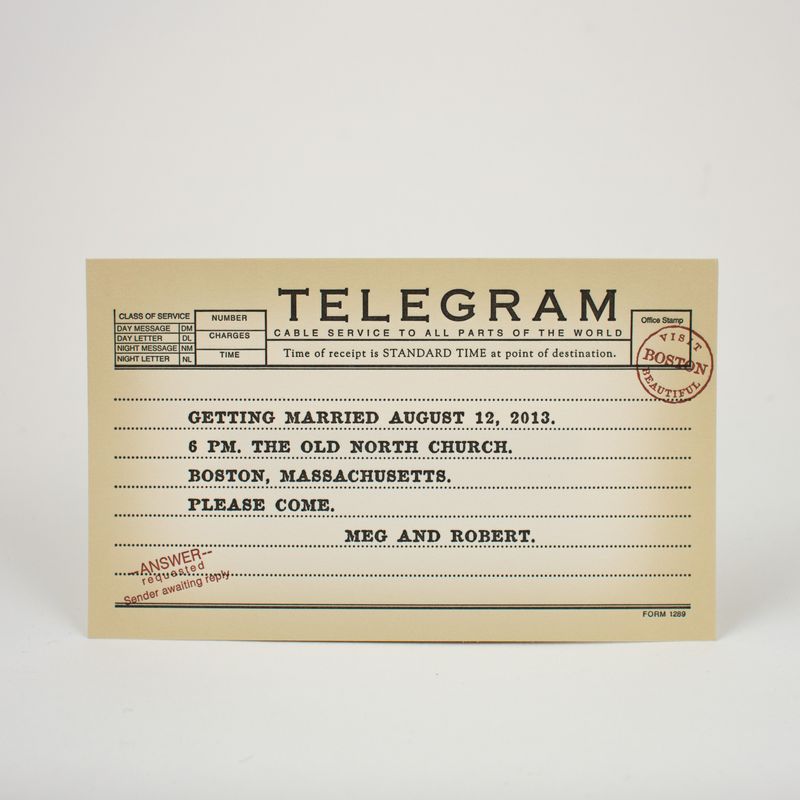 TELEGRAM
CABLE SERVICE TO ALL PARTS OF THE WORLD
Time of receipt is STANDARD TIME at point of destination.
CLASS OF SERVICE
DAY MESSAGE DM
DAY LETTER DL
NIGHT MESSAGE NM
NIGHT LETTER NL
NUMBER
CHARGES
TIME
Office Stamp
VISIT
BOSTON
BEAUTIFUL
GETTING MARRIED AUGUST 12, 2013.
6 PM. THE OLD NORTH CHURCH.
BOSTON, MASSACHUSETTS.
PLEASE COME.
MEG AND ROBERT.
--ANSWER--
requested
Sender awaiting reply
FORM 1289